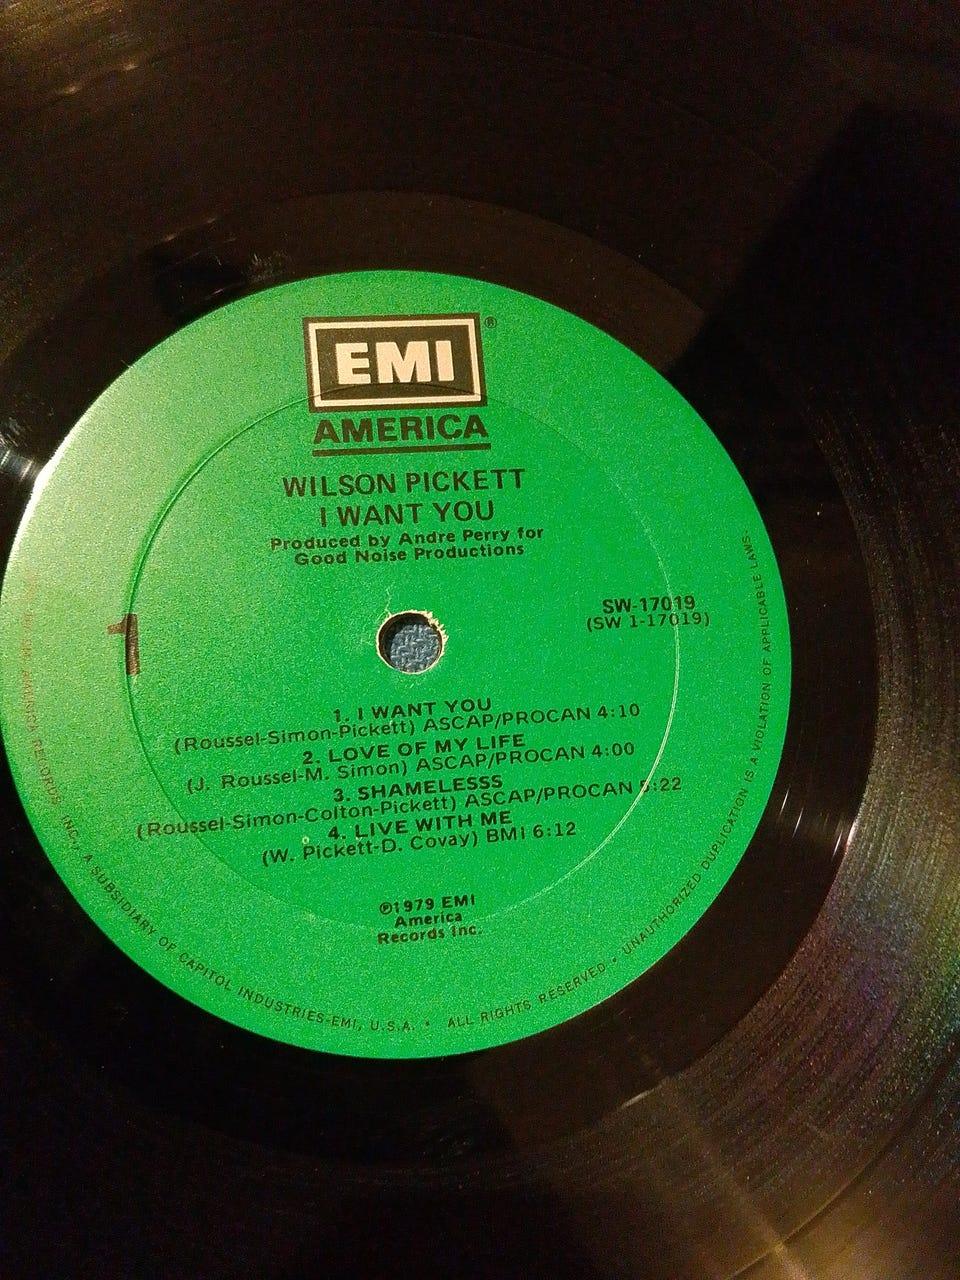 EMI ®
AMERICA
WILSON PICKETT
I WANT YOU
Produced by Andre Perry for
Good Noise Productions
SW-17019
(SW 1-17019)
1
1. I WANT YOU
(Roussel-Simon-Pickett) ASCAP/PROCAN 4:10
2. LOVE OF MY LIFE
(J. Roussel-M. Simon) ASCAP/PROCAN 4:00
3. SHAMELESSS
(Roussel-Simon-Colton-Pickett) ASCAP/PROCAN :22
4. LIVE WITH ME
(W. Pickett-D. Covay) BMI 6:12
℗1979 EMI
America
Records Inc.
RECORDS INC., A SUBSIDIARY OF CAPITOL INDUSTRIES-EMI, U.S.A. • ALL RIGHTS RESERVED • UNAUTHORIZED DUPLICATION IS A VIOLATION OF APPLICABLE LAWS.